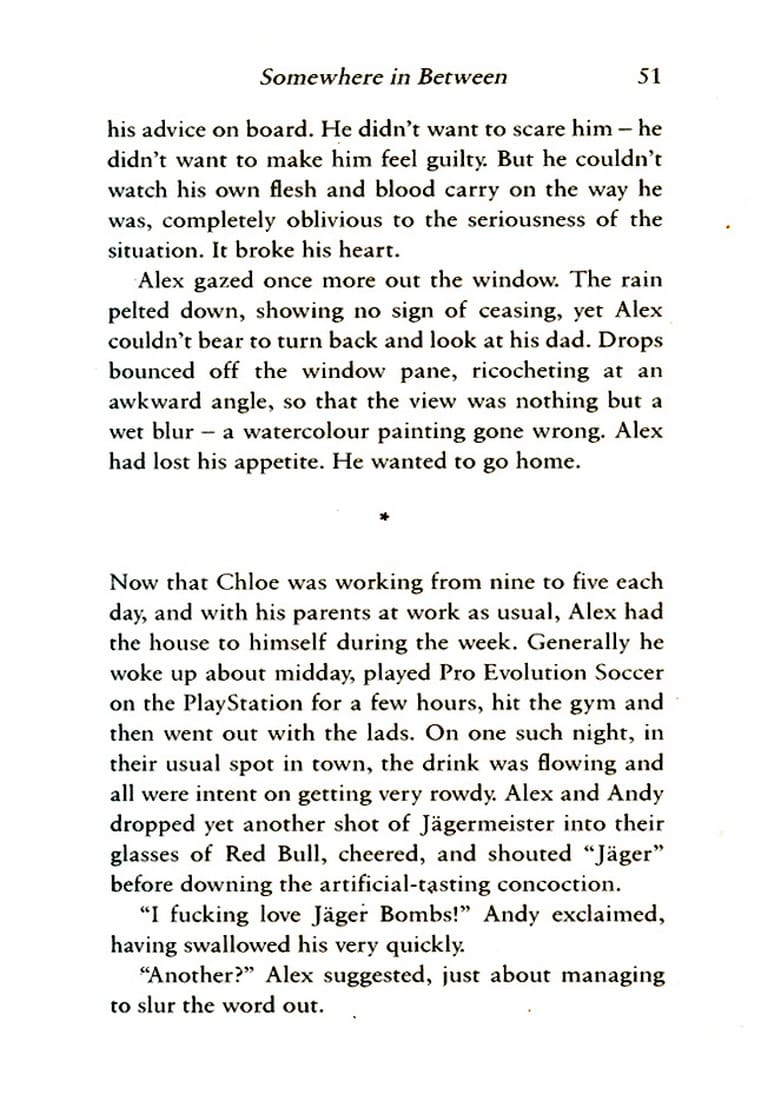 Somewhere in Between 51
his advice on board. He didn't want to scare him – he
didn't want to make him feel guilty. But he couldn't
watch his own flesh and blood carry on the way he
was, completely oblivious to the seriousness of the
situation. It broke his heart.
Alex gazed once more out the window. The rain
pelted down, showing no sign of ceasing, yet Alex
couldn't bear to turn back and look at his dad. Drops
bounced off the window pane, ricocheting at an
awkward angle, so that the view was nothing but a
wet blur – a watercolour painting gone wrong. Alex
had lost his appetite. He wanted to go home.
*
Now that Chloe was working from nine to five each
day, and with his parents at work as usual, Alex had
the house to himself during the week. Generally he
woke up about midday, played Pro Evolution Soccer
on the PlayStation for a few hours, hit the gym and
then went out with the lads. On one such night, in
their usual spot in town, the drink was flowing and
all were intent on getting very rowdy. Alex and Andy
dropped yet another shot of Jägermeister into their
glasses of Red Bull, cheered, and shouted "Jäger"
before downing the artificial-tasting concoction.
"I fucking love Jäger Bombs!" Andy exclaimed,
having swallowed his very quickly.
"Another?" Alex suggested, just about managing
to slur the word out.